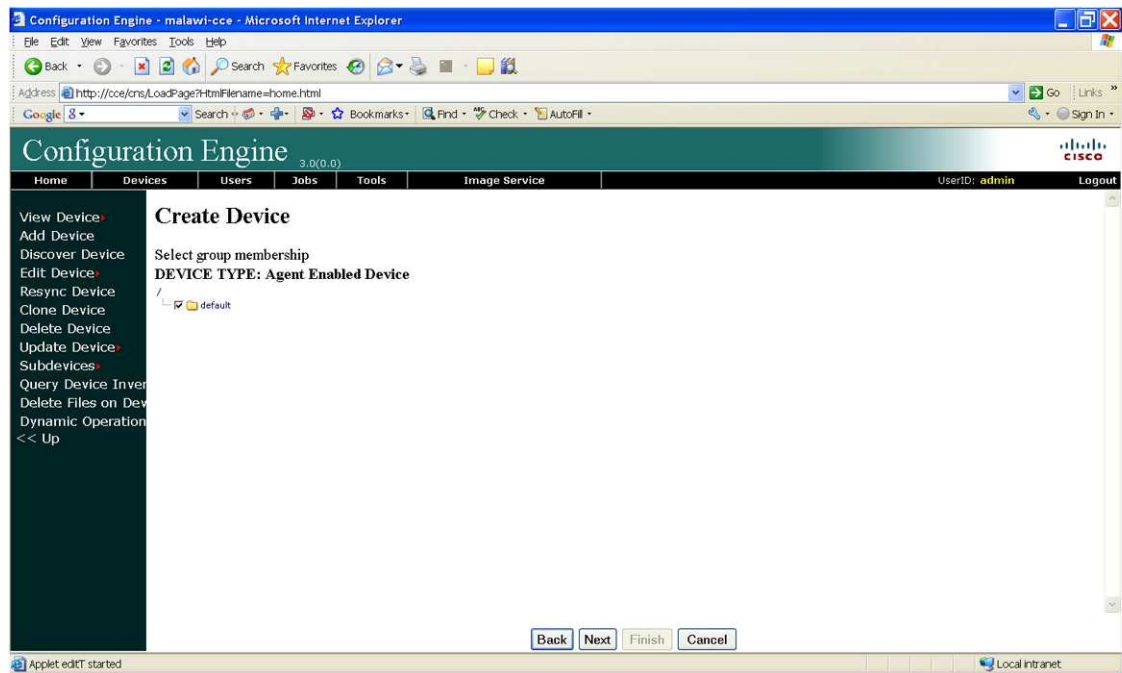 Configuration Engine - malawi-cce - Microsoft Internet Explorer
File Edit View Favorites Tools Help
Back Search Favorites
Address http://cce/cns/LoadPage?HtmlFilename=home.html Go Links »
Google Search Bookmarks Find Check AutoFill Sign In
Configuration Engine 3.0(0.0)
CISCO
Home Devices Users Jobs Tools Image Service UserID: admin Logout
View Device
Add Device
Discover Device
Edit Device
Resync Device
Clone Device
Delete Device
Update Device
Subdevices
Query Device Inven
Delete Files on Dev
Dynamic Operation
<< Up
Create Device
Select group membership
DEVICE TYPE: Agent Enabled Device
/
default
Back Next Finish Cancel
Applet editT started Local intranet